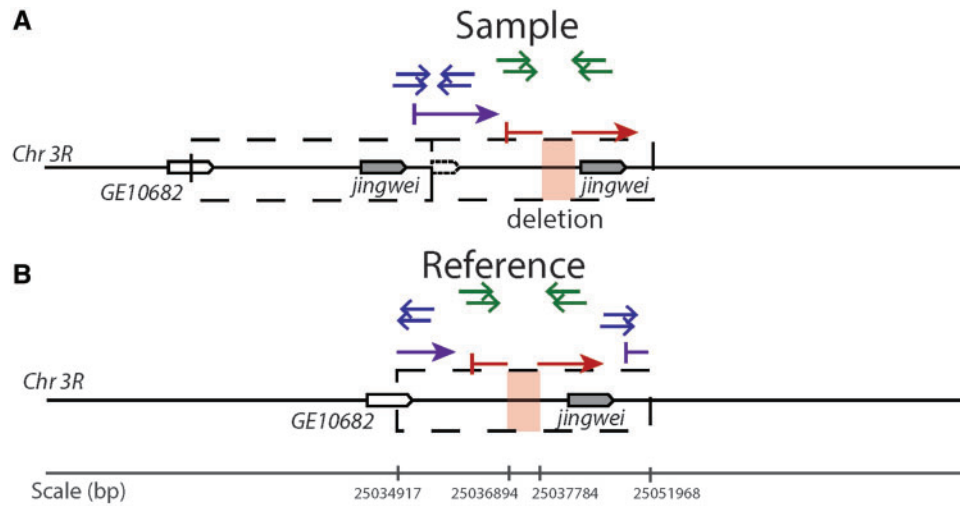 A
Sample
Chr 3R
GE10682
jingwei
jingwei
deletion
B
Reference
Chr 3R
GE10682
jingwei
Scale (bp)
25034917
25036894
25037784
25051968